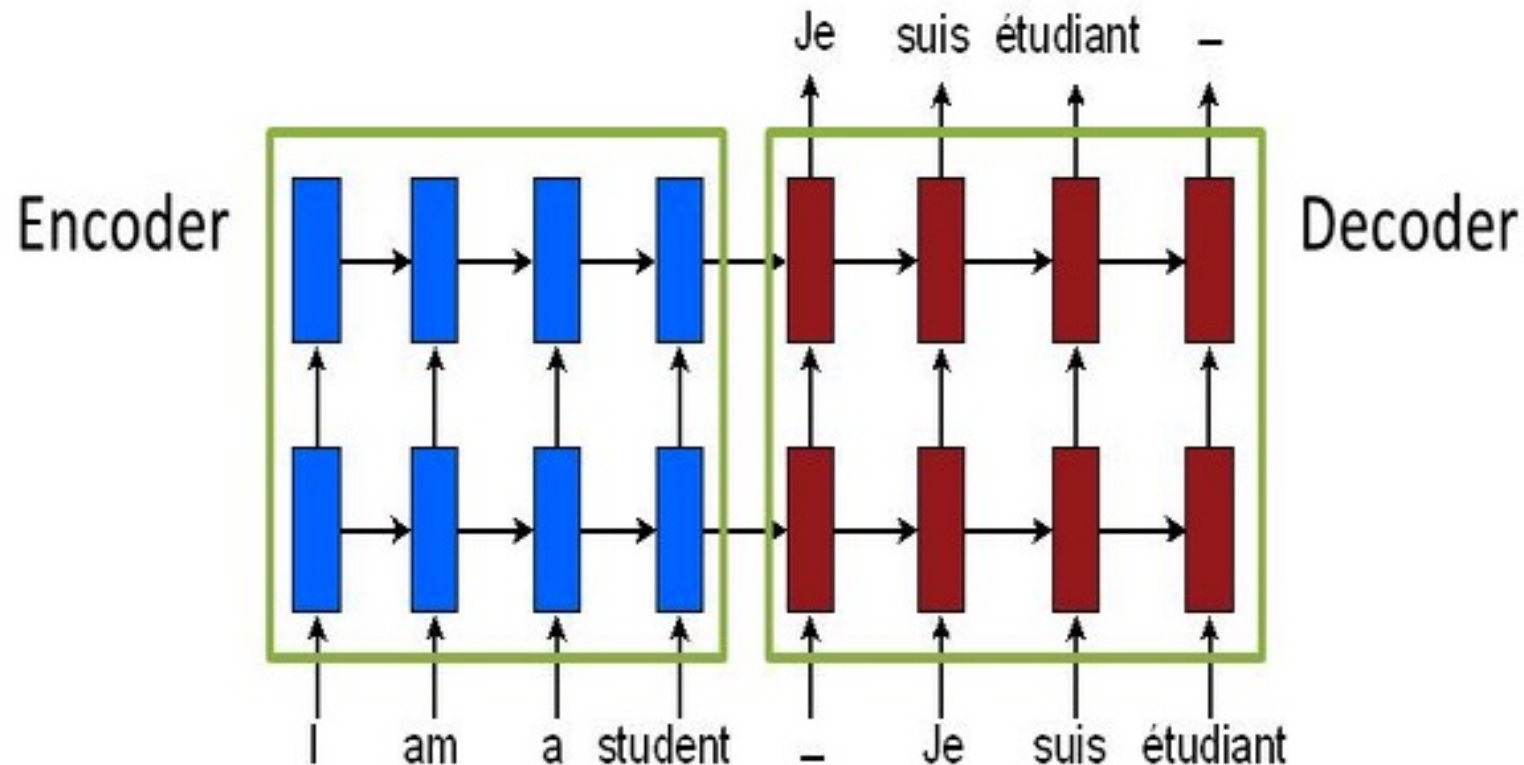 Je suis étudiant –
Encoder
Decoder
I am a student – Je suis étudiant